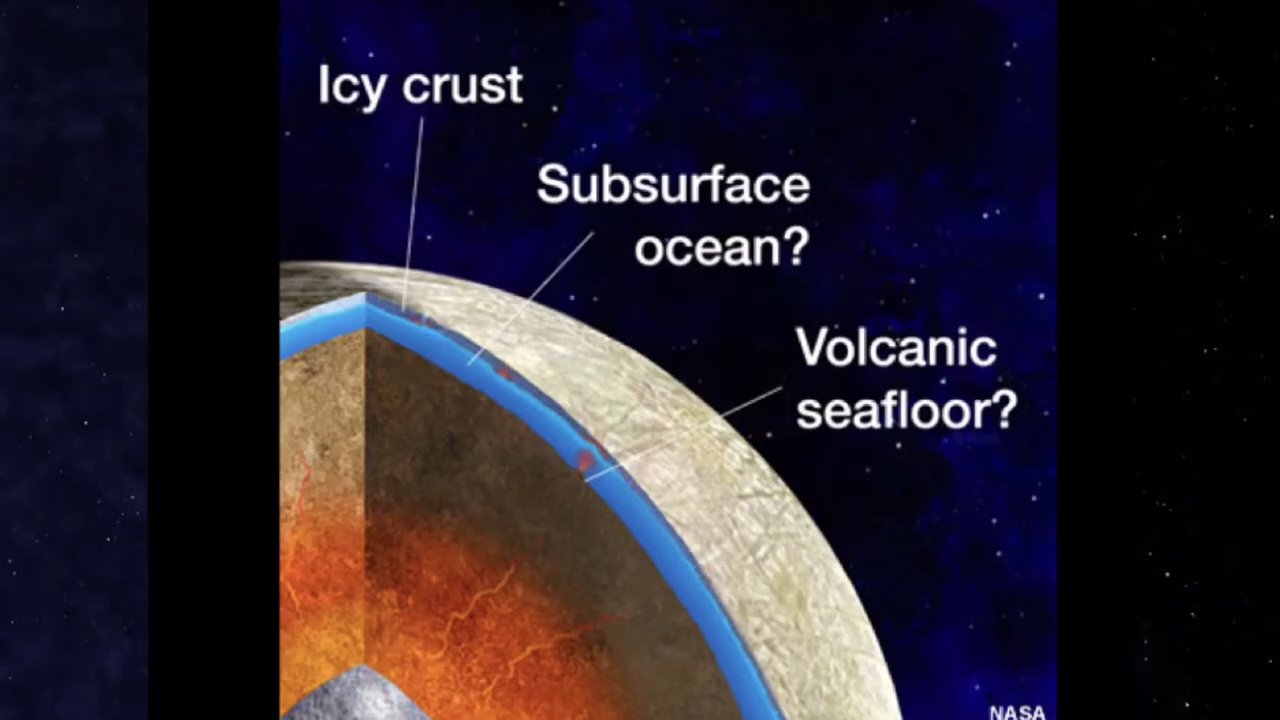 Icy crust
Subsurface
ocean?
Volcanic
seafloor?
NASA